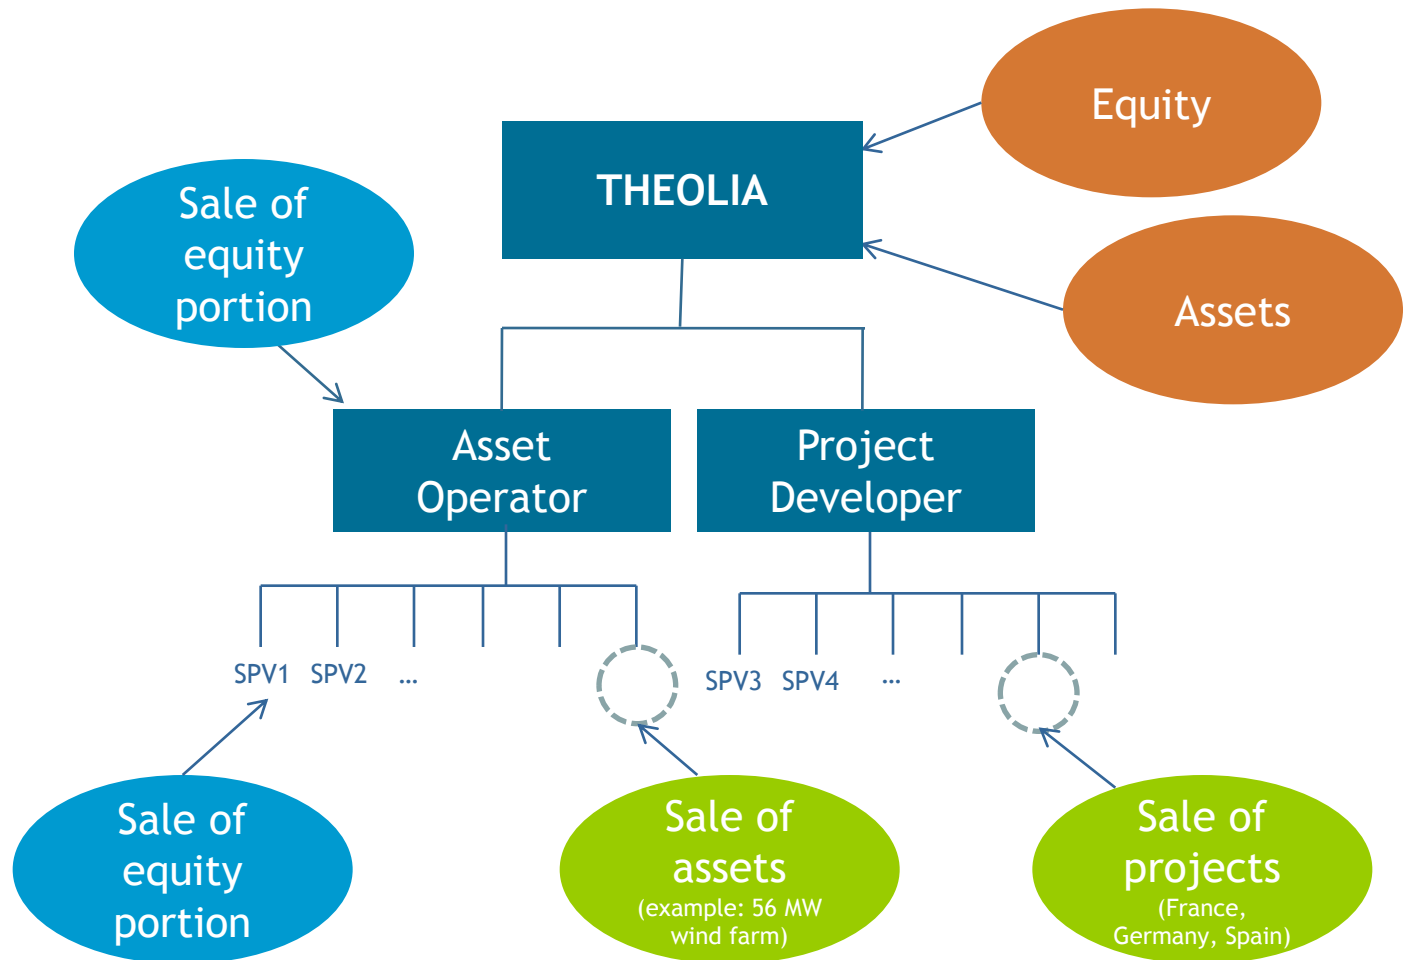 Equity
THEOLIA
Sale of
equity
portion
Assets
Asset
Operator
Project
Developer
SPV1 SPV2 ...
SPV3 SPV4 ...
Sale of
equity
portion
Sale of
assets
(example: 56 MW
wind farm)
Sale of
projects
(France,
Germany, Spain)